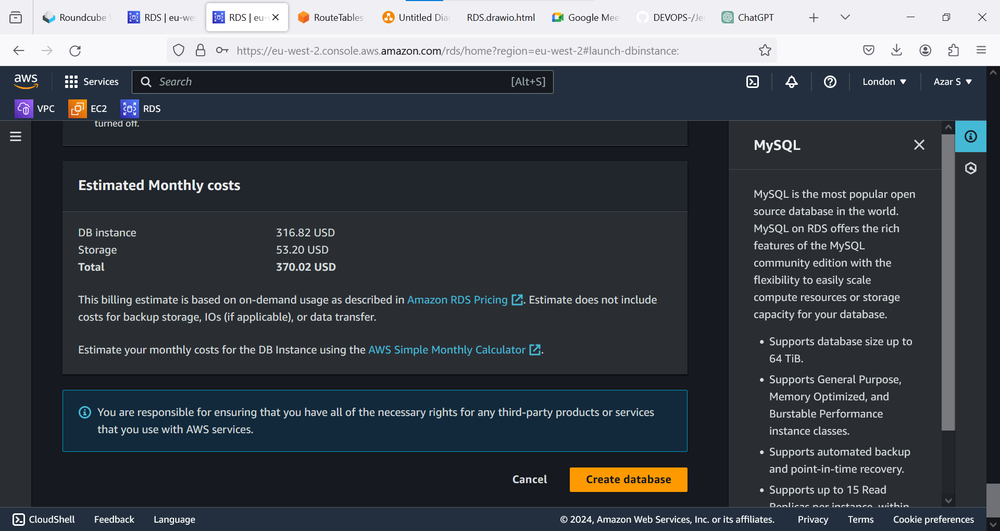 Roundcube
RDS | eu-we
RDS | eu-
RouteTables
Untitled Dia
RDS.drawio.html
Google Mee
DEVOPS-/Je
ChatGPT
https://eu-west-2.console.aws.amazon.com/rds/home?region=eu-west-2#launch-dbinstance:
aws
Services
Search
[Alt+S]
London
Azar S
VPC
EC2
RDS
turned off.
Estimated Monthly costs
DB instance 316.82 USD
Storage 53.20 USD
Total 370.02 USD
This billing estimate is based on on-demand usage as described in Amazon RDS Pricing. Estimate does not include
costs for backup storage, IOs (if applicable), or data transfer.
Estimate your monthly costs for the DB Instance using the AWS Simple Monthly Calculator.
You are responsible for ensuring that you have all of the necessary rights for any third-party products or services
that you use with AWS services.
Cancel
Create database
MySQL
MySQL is the most popular open
source database in the world.
MySQL on RDS offers the rich
features of the MySQL
community edition with the
flexibility to easily scale
compute resources or storage
capacity for your database.
• Supports database size up to
64 TiB.
• Supports General Purpose,
Memory Optimized, and
Burstable Performance
instance classes.
• Supports automated backup
and point-in-time recovery.
• Supports up to 15 Read
Replicas per instance, within
CloudShell
Feedback
Language
© 2024, Amazon Web Services, Inc. or its affiliates.
Privacy
Terms
Cookie preferences